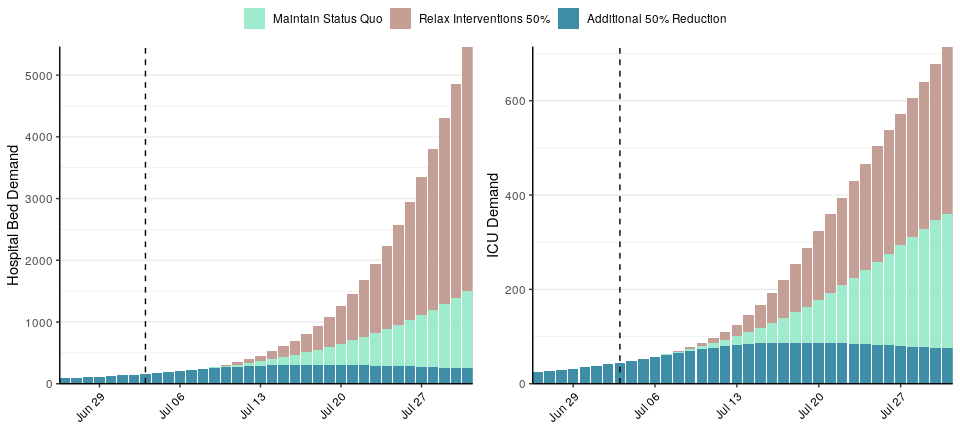 Maintain Status Quo Relax Interventions 50% Additional 50% Reduction
Hospital Bed Demand
5000
4000
3000
2000
1000
0
Jun 29 Jul 06 Jul 13 Jul 20 Jul 27
ICU Demand
600
400
200
0
Jun 29 Jul 06 Jul 13 Jul 20 Jul 27